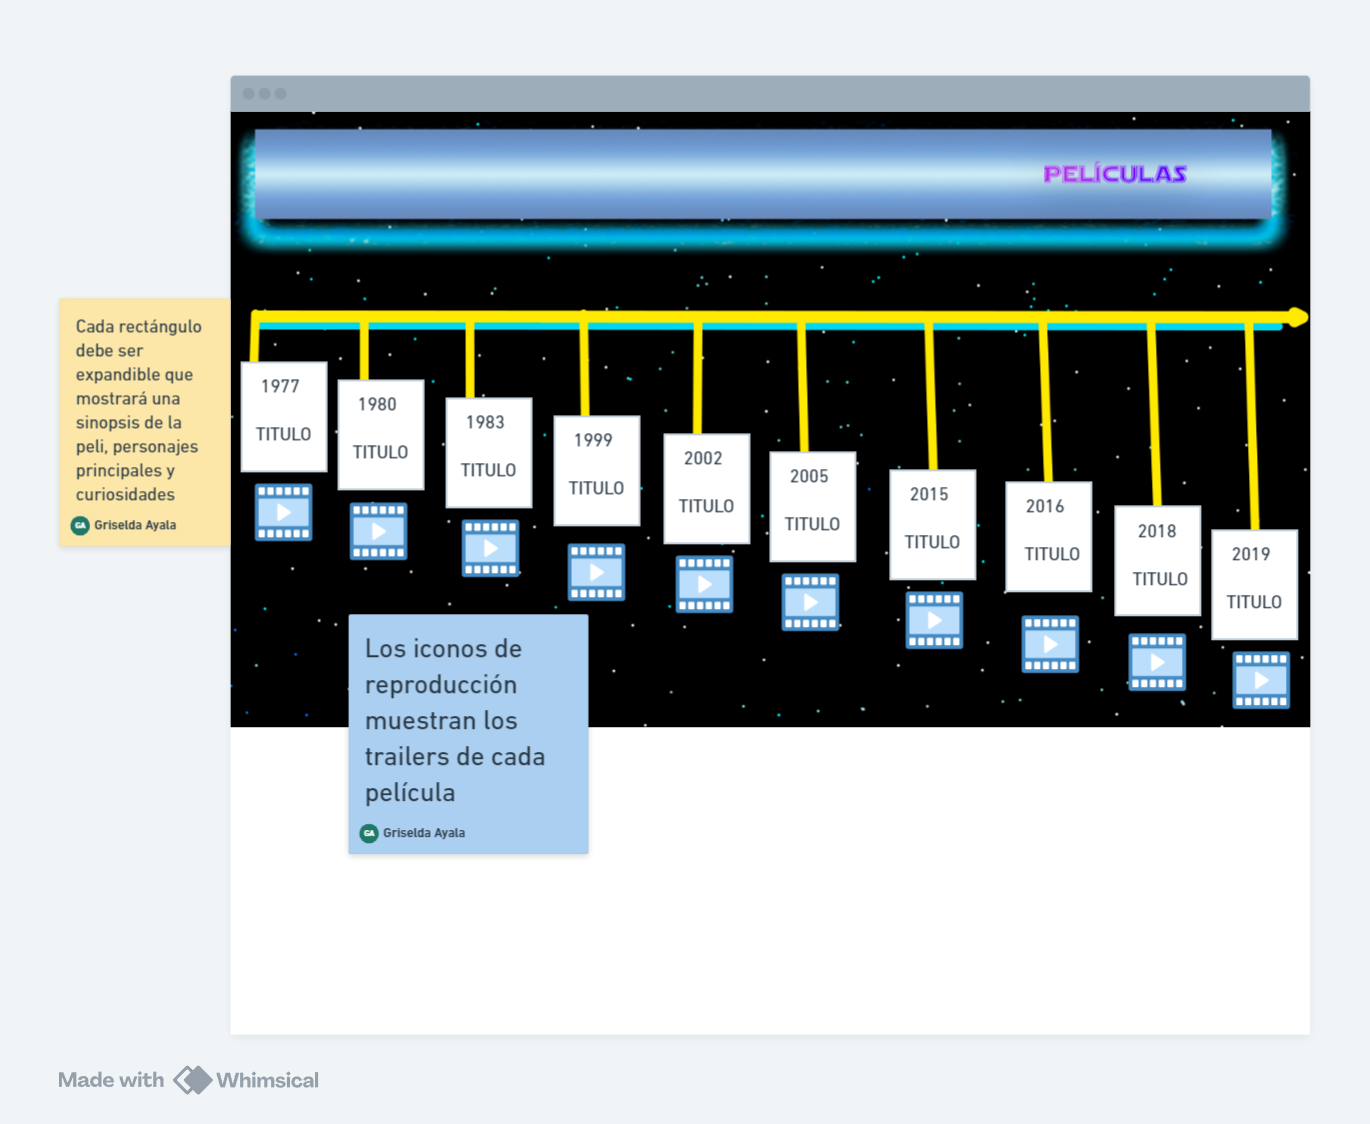 PELÍCULAS
Cada rectángulo
debe ser
expandible que
mostrará una
sinopsis de la
peli, personajes
principales y
curiosidades
GA Griselda Ayala
1977
TITULO
1980
TITULO
1983
TITULO
1999
TITULO
2002
TITULO
2005
TITULO
2015
TITULO
2016
TITULO
2018
TITULO
2019
TITULO
Los iconos de
reproducción
muestran los
trailers de cada
película
GA Griselda Ayala
Made with Whimsical